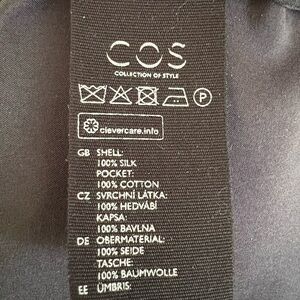 COS
COLLECTION OF STYLE
P
clevercare.info
GB SHELL:
100% SILK
POCKET:
100% COTTON
CZ SVRCHNÍ LÁTKA:
100% HEDVÁBÍ
KAPSA:
100% BAVLNA
DE OBERMATERIAL:
100% SEIDE
TASCHE:
100% BAUMWOLLE
EE ÜMBRIS: